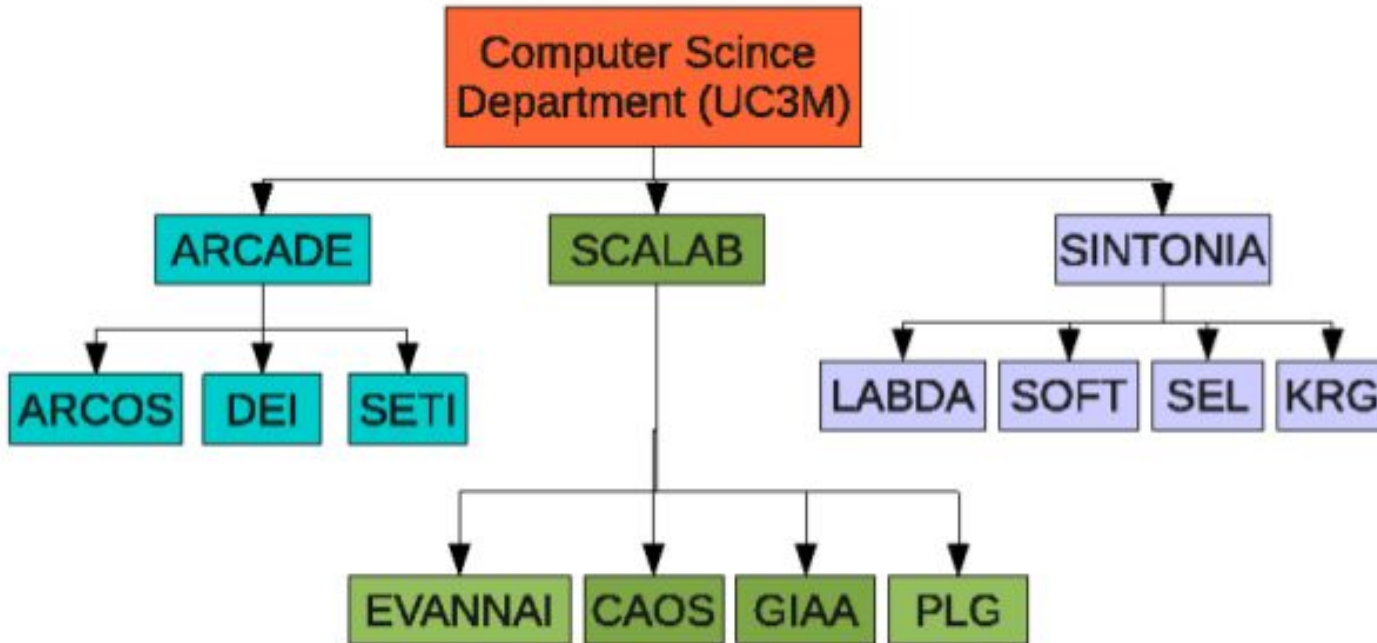 Computer Scince
Department (UC3M)
ARCADE
SCALAB
SINTONIA
ARCOS
DEI
SETI
LABDA
SOFT
SEL
KRG
EVANNAI
CAOS
GIAA
PLG